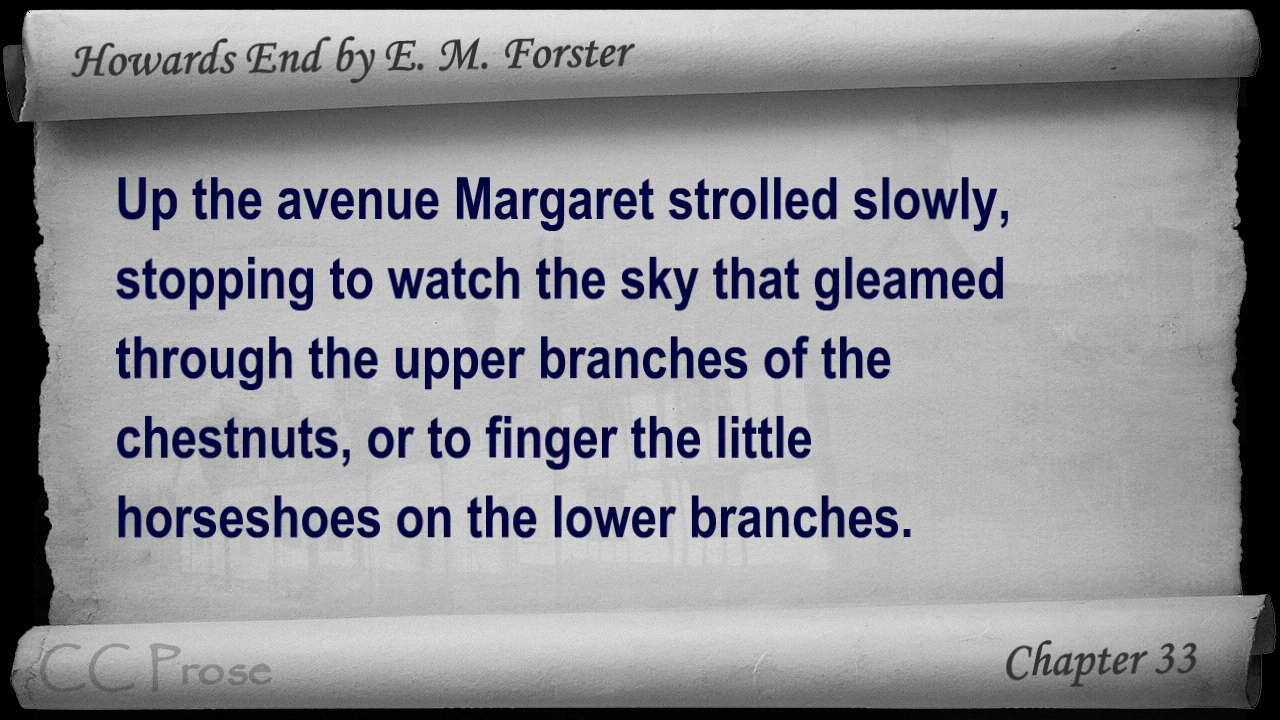 Howards End by E. M. Forster
Up the avenue Margaret strolled slowly,
stopping to watch the sky that gleamed
through the upper branches of the
chestnuts, or to finger the little
horseshoes on the lower branches.
CC Prose
Chapter 33